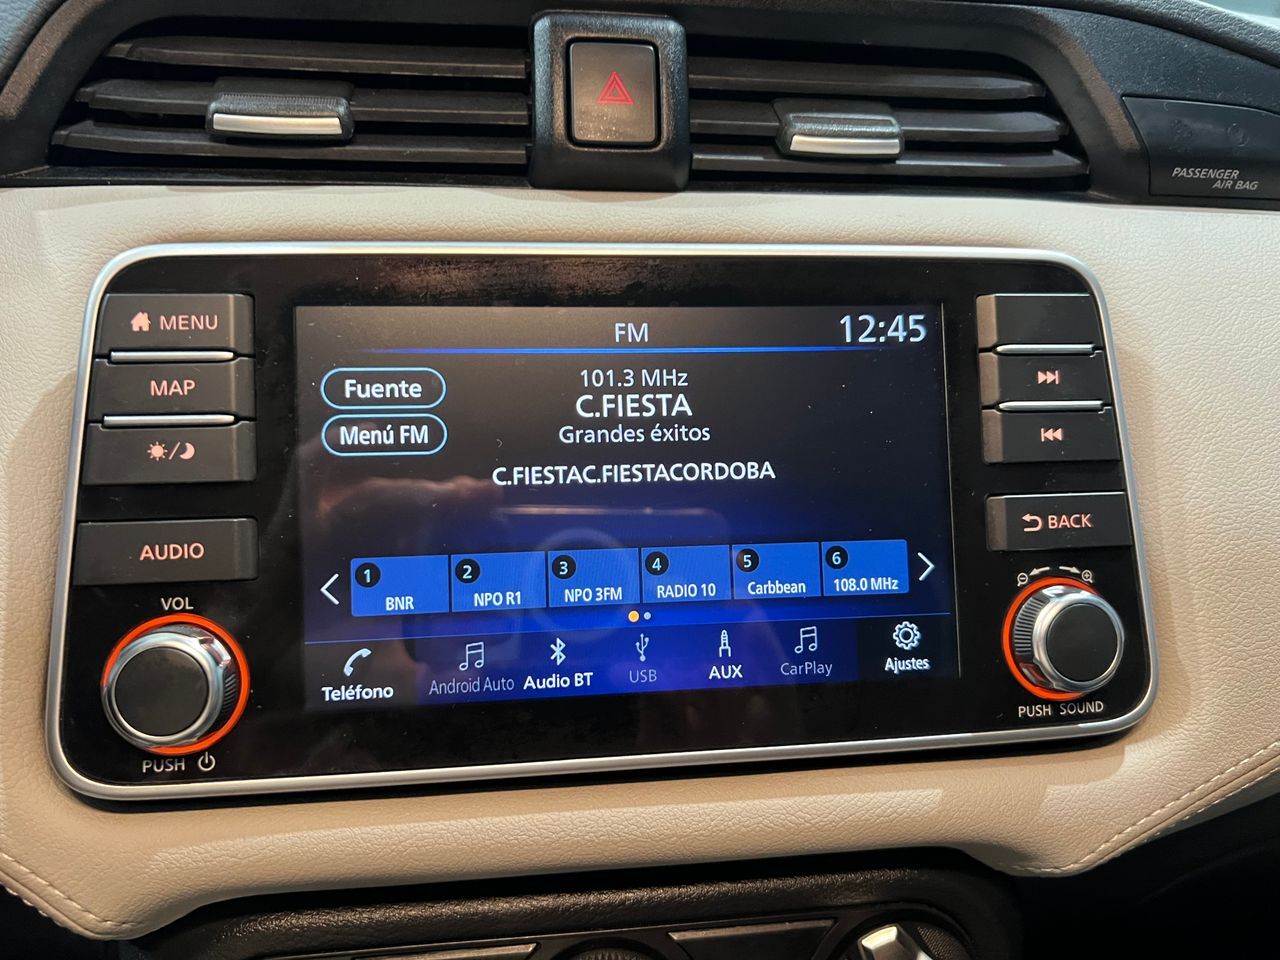 PASSENGER
AIR BAG
MENU
MAP
AUDIO
VOL
PUSH
FM
12:45
Fuente
Menú FM
101.3 MHz
C.FIESTA
Grandes éxitos
C.FIESTAC.FIESTACORDOBA
1 BNR
2 NPO R1
3 NPO 3FM
4 RADIO 10
5 Carbbean
6 108.0 MHz
Teléfono
Android Auto
Audio BT
USB
AUX
CarPlay
Ajustes
BACK
PUSH SOUND